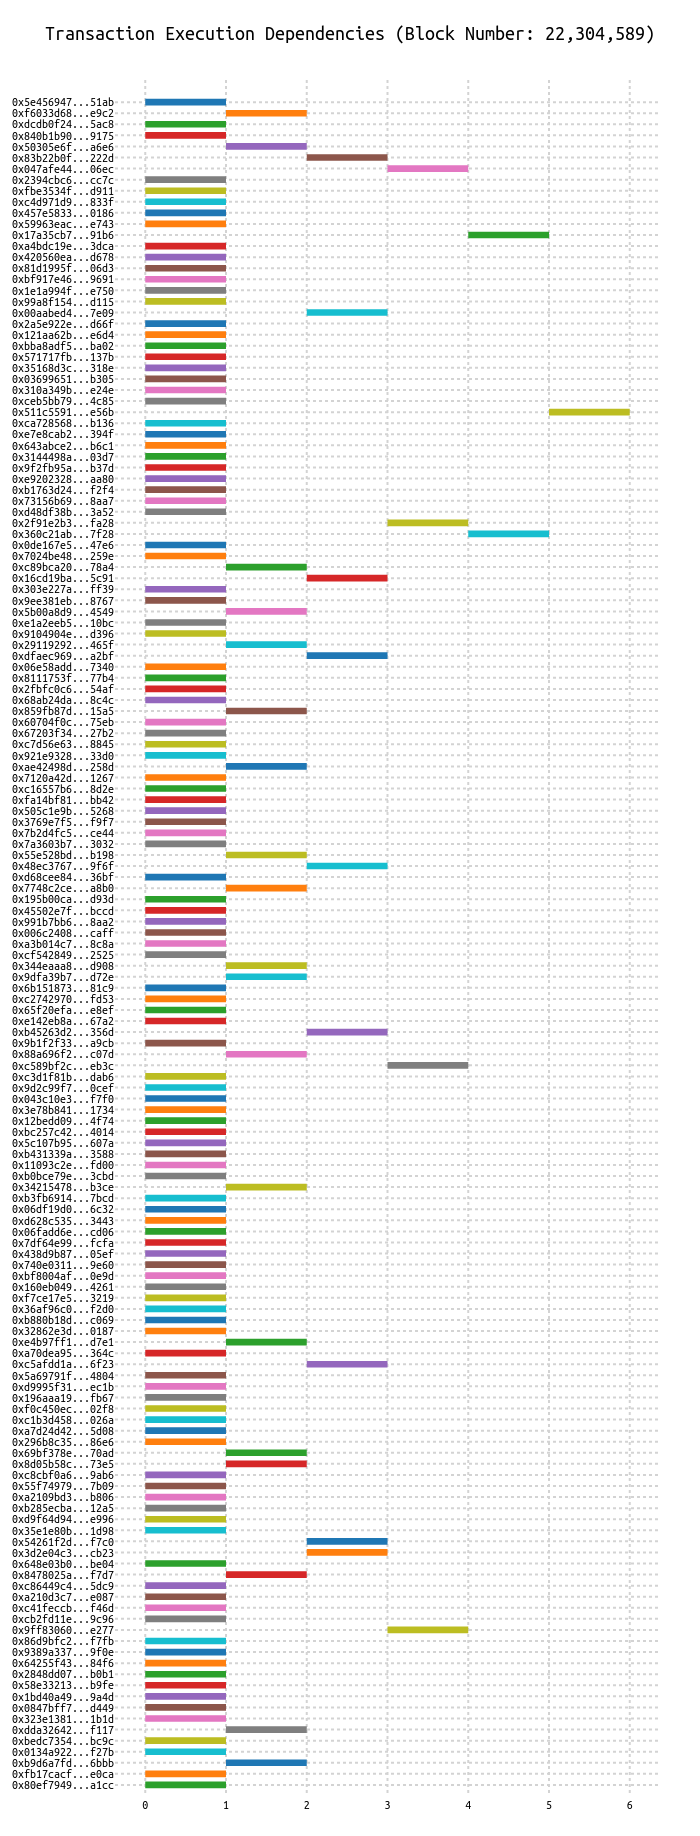 Transaction Execution Dependencies (Block Number: 22,304,589)
0x5e456947...51ab
0xf6033d68...e9c2
0xdcdb0f24...5ac8
0x840b1b90...9175
0x50305e6f...a6e6
0x83b22b0f...222d
0x047afe44...06ec
0x2394cbc6...cc7c
0xfbe3534f...d911
0xc4d971d9...833f
0x457e5833...0186
0x59963eac...e743
0x17a35cb7...91b6
0xa4bdc19e...3dca
0x420560ea...d678
0x81d1995f...06d3
0xbf917e46...9691
0x1e1a994f...e750
0x99a8f154...d115
0x00aabed4...7e09
0x2a5e922e...d66f
0x121aa62b...e6d4
0xbba8adf5...ba02
0x571717fb...137b
0x35168d3c...318e
0x03699651...b305
0x310a349b...e24e
0xceb5bb79...4c85
0x511c5591...e56b
0xca728568...b136
0xe7e8cab2...394f
0x643abce2...b6c1
0x3144498a...03d7
0x9f2fb95a...b37d
0xe9202328...aa80
0xb1763d24...f2f4
0x73156b69...8aa7
0xd48df38b...3a52
0x2f91e2b3...fa28
0x360c21ab...7f28
0x0de167e5...47e6
0x7024be48...259e
0xc89bca20...78a4
0x16cd19ba...5c91
0x303e227a...ff39
0x9ee381eb...8767
0x5b00a8d9...4549
0xe1a2eeb5...10bc
0x9104904e...d396
0x29119292...465f
0xdfaec969...a2bf
0x06e58add...7340
0x8111753f...77b4
0x2fbfc0c6...54af
0x68ab24da...8c4c
0x859fb87d...15a5
0x60704f0c...75eb
0x67203f34...27b2
0xc7d56e63...8845
0x921e9328...33d0
0xae42498d...258d
0x7120a42d...1267
0xc16557b6...8d2e
0xfa14bf81...bb42
0x505c1e9b...5268
0x3769e7f5...f9f7
0x7b2d4fc5...ce44
0x7a3603b7...3032
0x55e528bd...b198
0x48ec3767...9f6f
0xd68cee84...36bf
0x7748c2ce...a8b0
0x195b00ca...d93d
0x45502e7f...bccd
0x991b7bb6...8aa2
0x006c2408...caff
0xa3b014c7...8c8a
0xcf542849...2525
0x344eaaa8...d908
0x9dfa39b7...d72e
0x6b151873...81c9
0xc2742970...fd53
0x65f20efa...e8ef
0xe142eb8a...67a2
0xb45263d2...356d
0x9b1f2f33...a9cb
0x88a696f2...c07d
0xc589bf2c...eb3c
0xc3d1f81b...dab6
0x9d2c99f7...0cef
0x043c10e3...f7f0
0x3e78b841...1734
0x12bedd09...4f74
0xbc257c42...4014
0x5c107b95...607a
0xb431339a...3588
0x11093c2e...fd00
0xb0bce79e...3cbd
0x34215478...b3ce
0xb3fb6914...7bcd
0x06df19d0...6c32
0xd628c535...3443
0x06fadd6e...cd06
0x7df64e99...fcfa
0x438d9b87...05ef
0x740e0311...9e60
0xbf8004af...0e9d
0x160eb049...4261
0xf7ce17e5...3219
0x36af96c0...f2d0
0xb880b18d...c069
0x32862e3d...0187
0xe4b97ff1...d7e1
0xa70dea95...364c
0xc5afdd1a...6f23
0x5a69791f...4804
0xd9995f31...ec1b
0x196aaa19...fb67
0xf0c450ec...02f8
0xc1b3d458...026a
0xa7d24d42...5d08
0x296b8c35...86e6
0x69bf378e...70ad
0x8d05b58c...73e5
0xc8cbf0a6...9ab6
0x55f74979...7b09
0xa2109bd3...b806
0xb285ecba...12a5
0xd9f64d94...e996
0x35e1e80b...1d98
0x54261f2d...f7c0
0x3d2e04c3...cb23
0x648e03b0...be04
0x8478025a...f7d7
0xc86449c4...5dc9
0xa210d3c7...e087
0xc41feccb...f46d
0xcb2fd11e...9c96
0x9ff83060...e277
0x86d9bfc2...f7fb
0x9389a337...9f0e
0x64255f43...84f6
0x2848dd07...b0b1
0x58e33213...b9fe
0x1bd40a49...9a4d
0x0847bff7...d449
0x323e1381...1b1d
0xdda32642...f117
0xbedc7354...bc9c
0x0134a922...f27b
0xb9d6a7fd...6bbb
0xfb17cacf...e0ca
0x80ef7949...a1cc
0 1 2 3 4 5 6